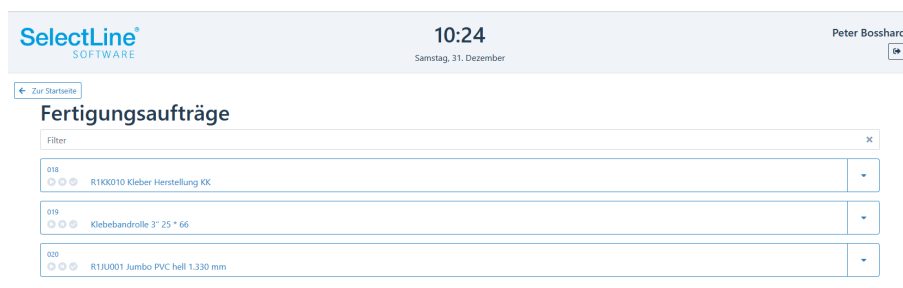 SelectLine®
SOFTWARE
10:24
Samstag, 31. Dezember
Peter Bosshard
Zur Startseite
Fertigungsaufträge
Filter
018
R1KK010 Kleber Herstellung KK
019
Klebebandrolle 3" 25 * 66
020
R1JU001 Jumbo PVC hell 1.330 mm